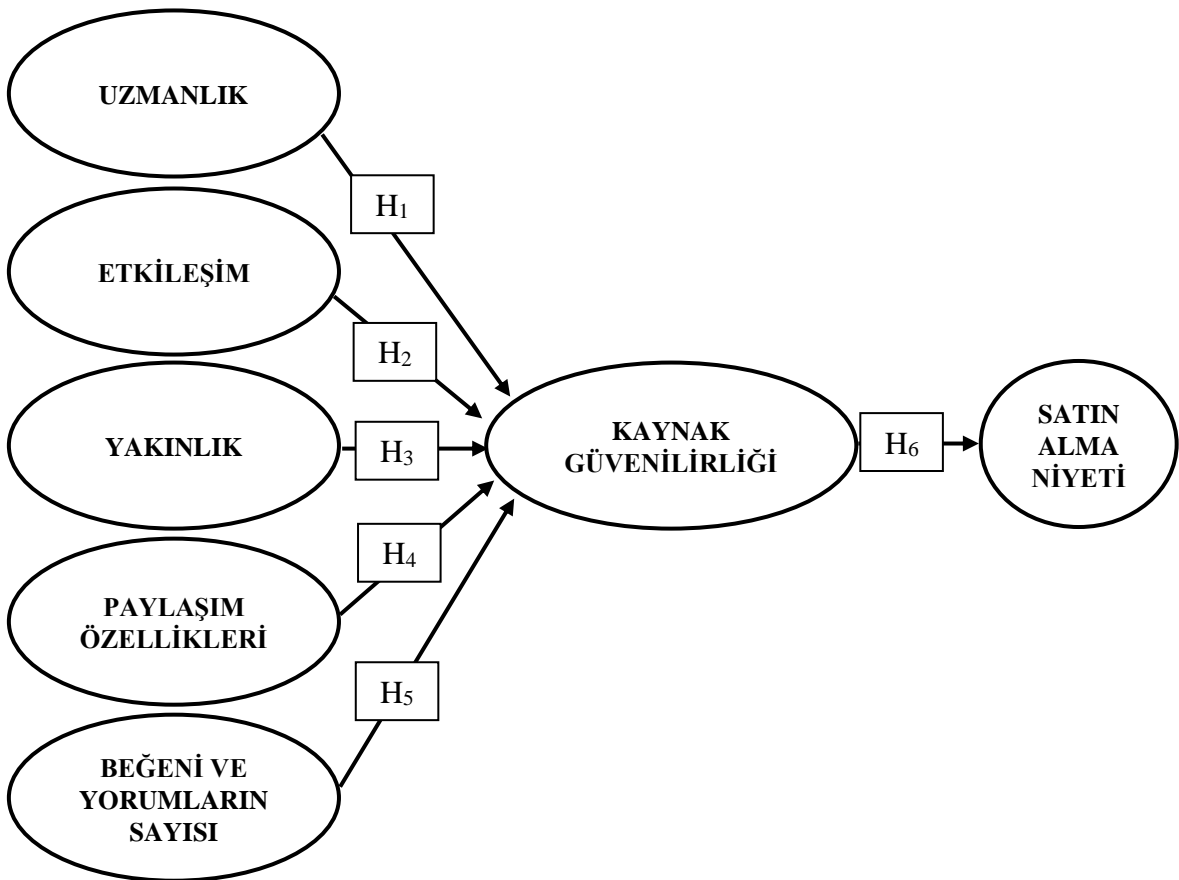 UZMANLIK
H1
ETKİLEŞİM
H2
YAKINLIK
H3
KAYNAK
GÜVENİLİRLİĞİ
H6
SATIN
ALMA
NİYETİ
H4
PAYLAŞIM
ÖZELLİKLERİ
H5
BEĞENİ VE
YORUMLARIN
SAYISI